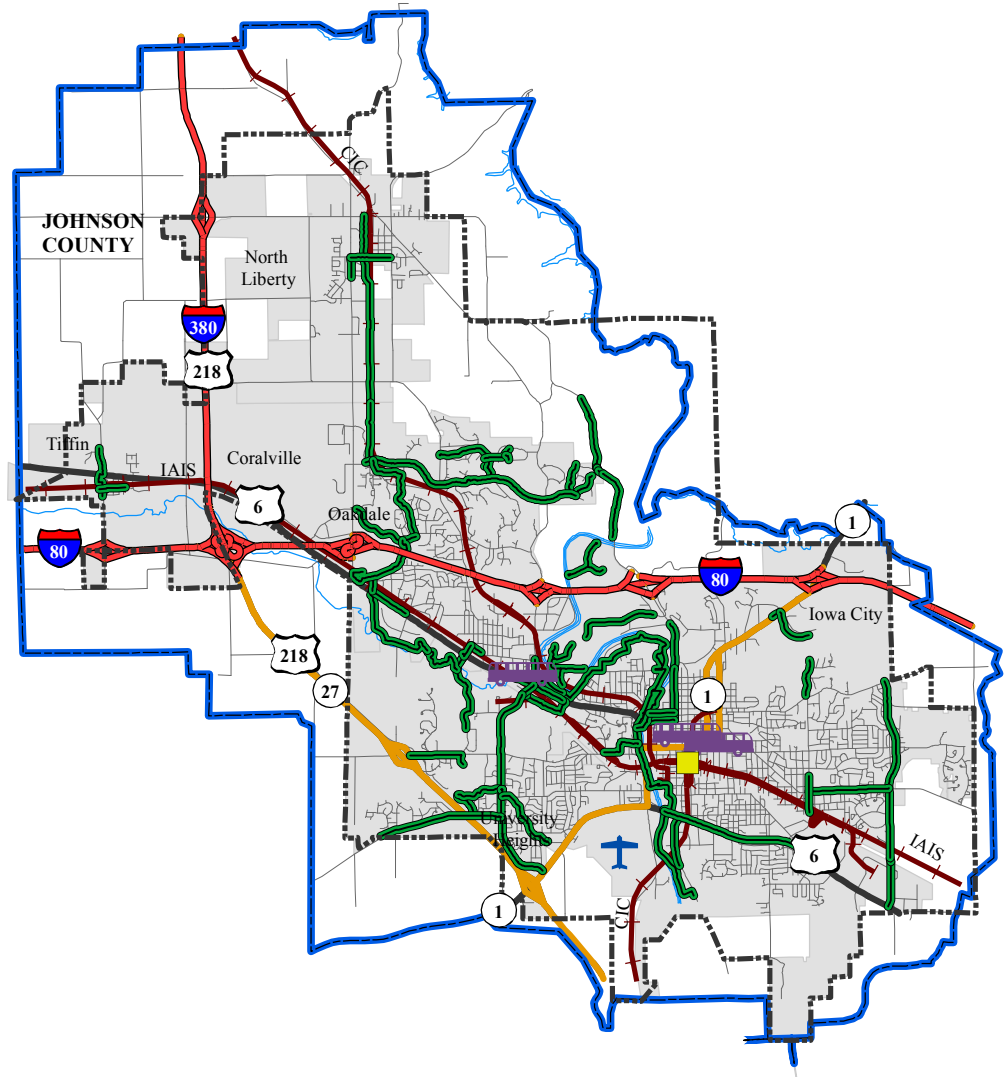 CIC
JOHNSON
COUNTY
North
Liberty
380
218
Tiffin
IAIS
Coralville
6
Oakdale
1
80
80
Iowa City
218
27
1
University
Heights
6
IAIS
1
CIC